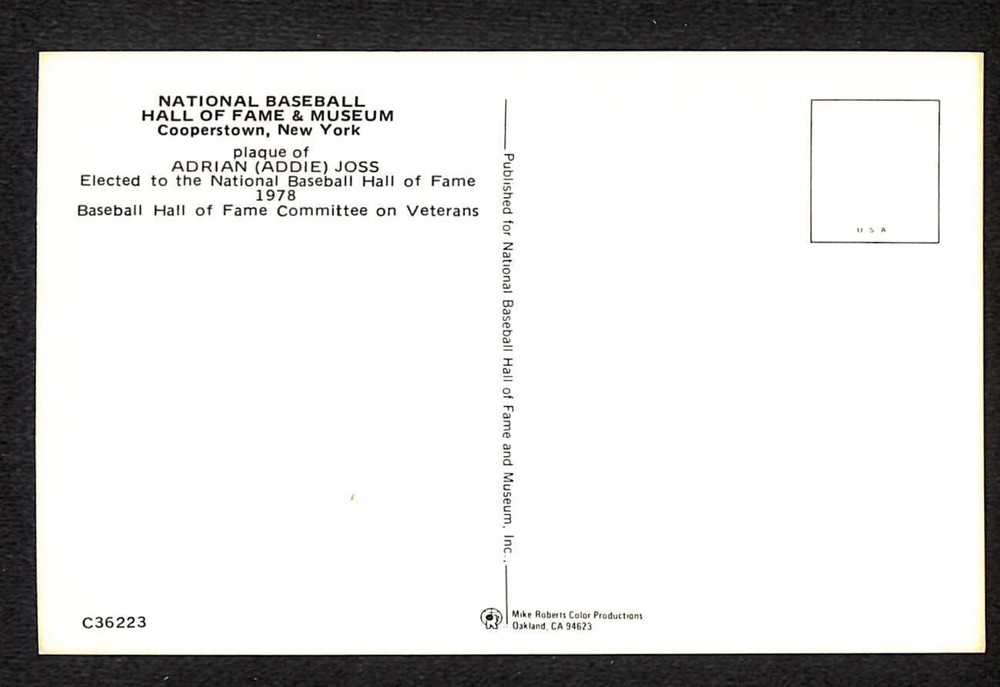 NATIONAL BASEBALL
HALL OF FAME & MUSEUM
Cooperstown, New York
plaque of
ADRIAN (ADDIE) JOSS
Elected to the National Baseball Hall of Fame
1978
Baseball Hall of Fame Committee on Veterans
C36223
Published for National Baseball Hall of Fame and Museum, Inc.,
Mike Roberts Color Productions
Oakland, CA 94623
U S A